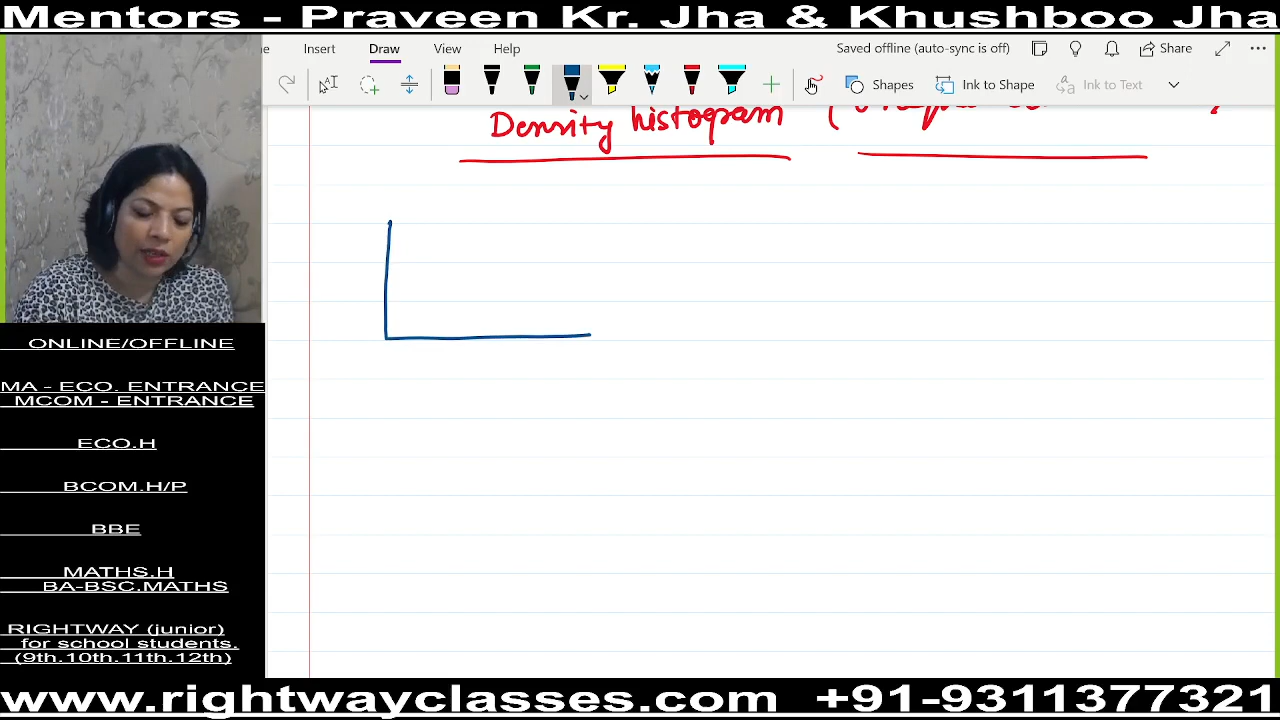 Mentors - Praveen Kr. Jha & Khushboo Jha
Insert Draw View Help Saved offline (auto-sync is off) Share
Shapes Ink to Shape Ink to Text
Density histogram
ONLINE/OFFLINE
MA - ECO. ENTRANCE
MCOM - ENTRANCE
ECO.H
BCOM.H/P
BBE
MATHS.H
BA-BSC.MATHS
RIGHTWAY (junior)
for school students.
(9th.10th.11th.12th)
www.rightwayclasses.com +91-9311377321